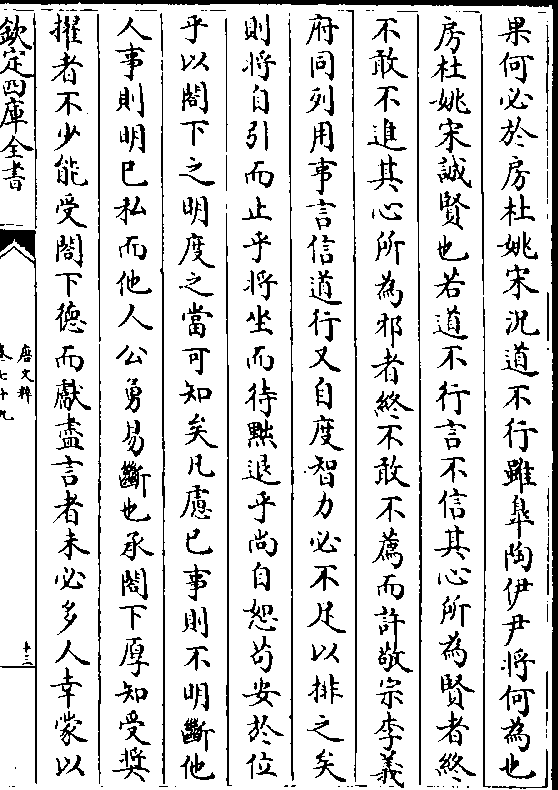 果何必於房杜姚宋況道不行雖臯陶伊尹將何為也
房杜姚宋誠賢也若道不行言不信其心所為賢者終
不敢不進其心所為邪者終不敢不薦而許敬宗李義
府同列用事言信道行又自度智力必不足以排之矣
則將自引而止乎將坐而待黜退乎尚自恕苟安於位
乎以閤下之明度之當可知矣凡慮已事則不明斷他
人事則明已私而他人公勇易斷也承閤下厚知受奬
擢者不少能受閤下德而獻盡言者未必多人幸蒙以
欽定四庫全書
唐文粹
卷七十九
十三